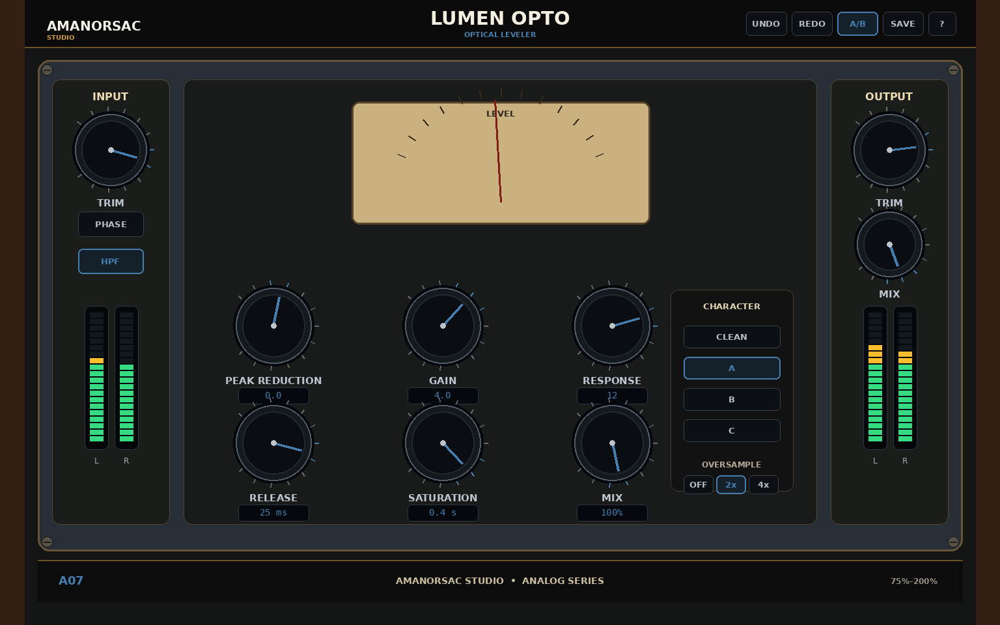 AMANORSAC
STUDIO
LUMEN OPTO
OPTICAL LEVELER
UNDO REDO A/B SAVE ?
INPUT
TRIM
PHASE
HPF
L R
LEVEL
PEAK REDUCTION GAIN RESPONSE
0.0 4.0 12
RELEASE SATURATION MIX
25 ms 0.4 s 100%
CHARACTER
CLEAN
A
B
C
OVERSAMPLE
OFF 2x 4x
OUTPUT
TRIM
MIX
L R
A07
AMANORSAC STUDIO • ANALOG SERIES
75%–200%